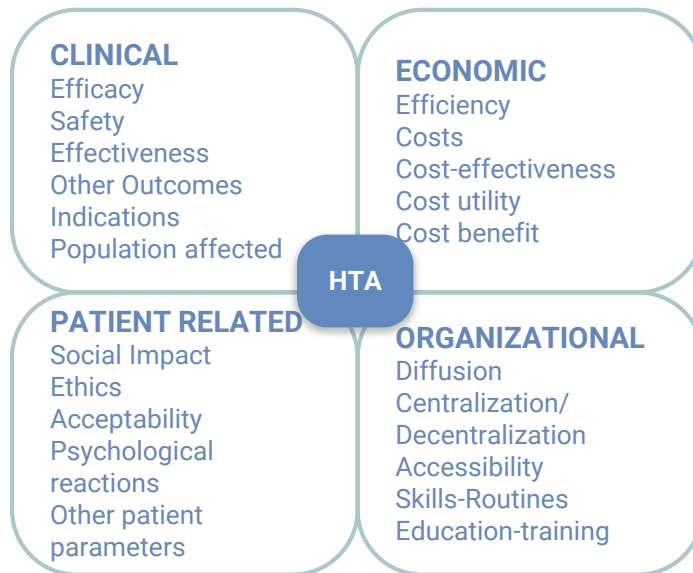 CLINICAL
Efficacy
Safety
Effectiveness
Other Outcomes
Indications
Population affected
ECONOMIC
Efficiency
Costs
Cost-effectiveness
Cost utility
Cost benefit
HTA
PATIENT RELATED
Social Impact
Ethics
Acceptability
Psychological
reactions
Other patient
parameters
ORGANIZATIONAL
Diffusion
Centralization/
Decentralization
Accessibility
Skills-Routines
Education-training